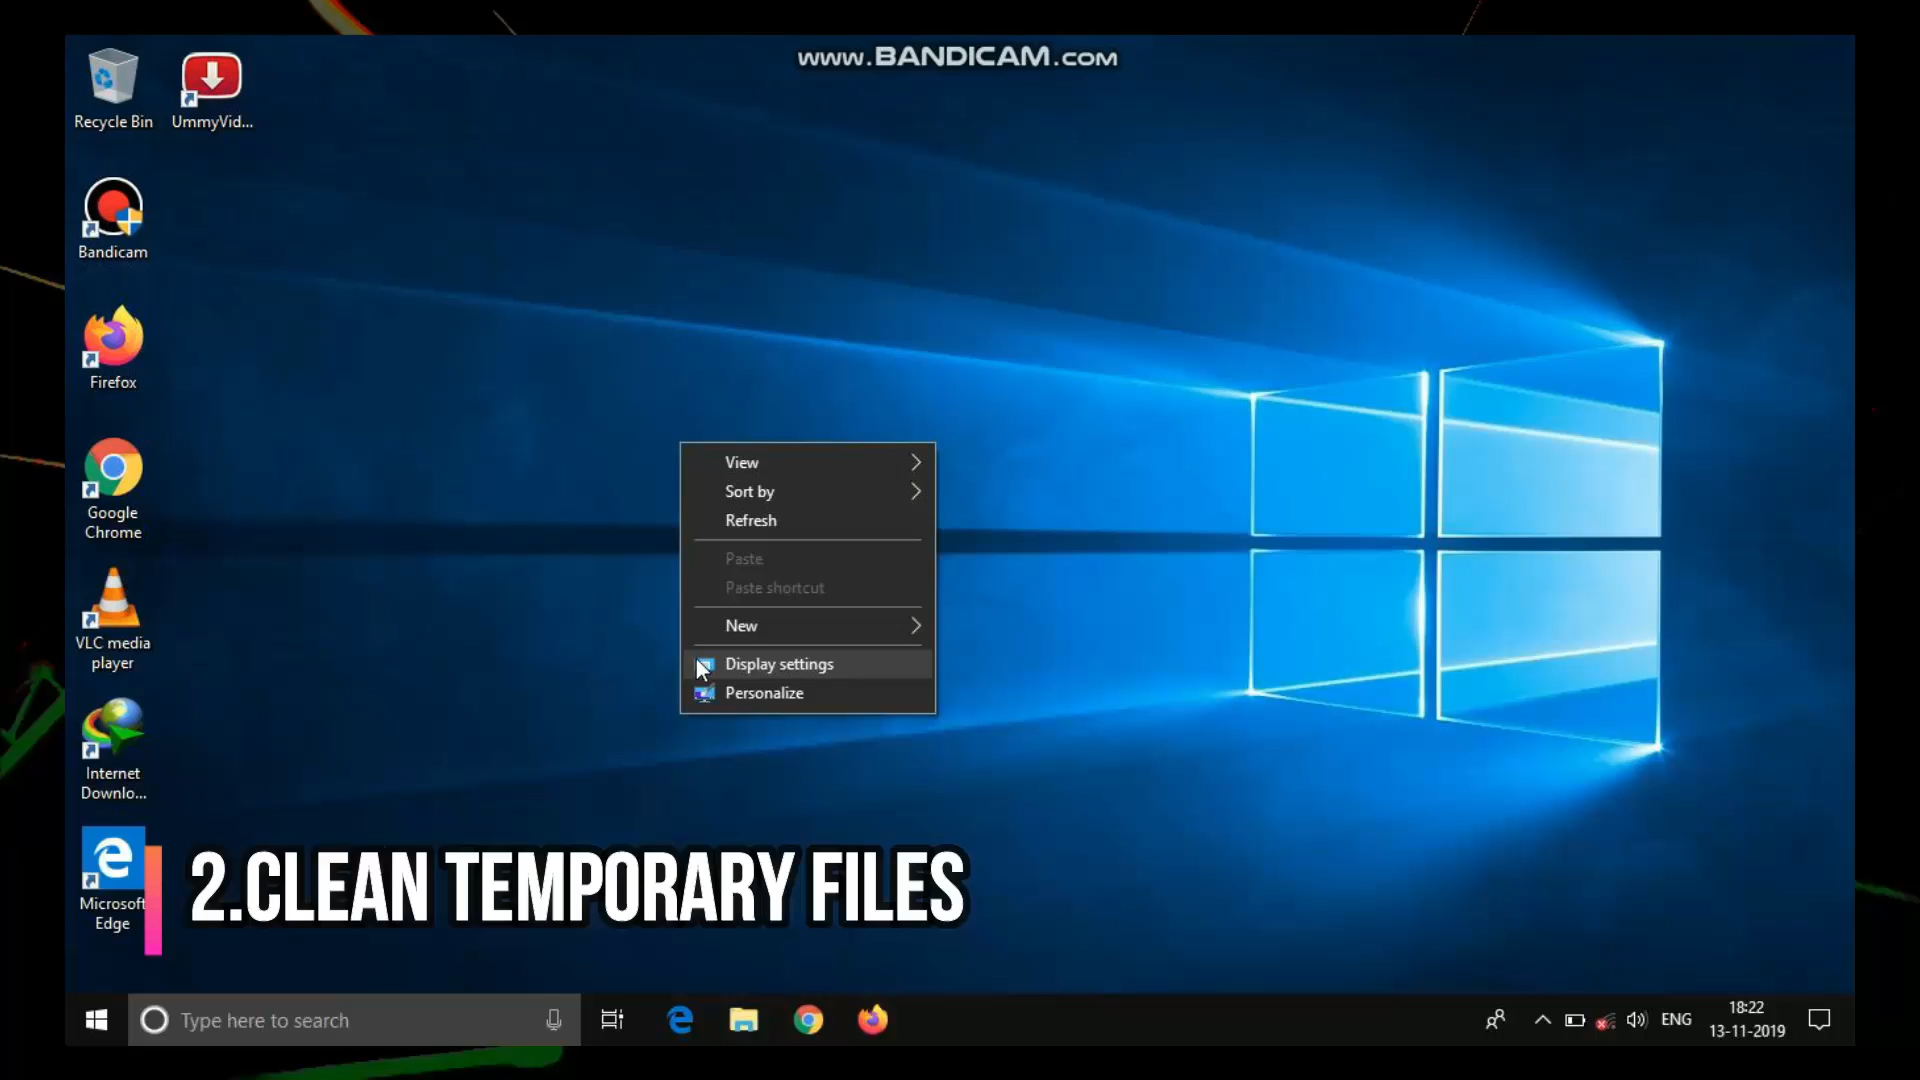 www.BANDICAM.com
Recycle Bin
UmmyVid...
Bandicam
Firefox
Google
Chrome
VLC media
player
Internet
Downlo...
Microsoft
Edge
View
Sort by
Refresh
Paste
Paste shortcut
New
Display settings
Personalize
2.CLEAN TEMPORARY FILES
Type here to search
ENG
18:22
13-11-2019